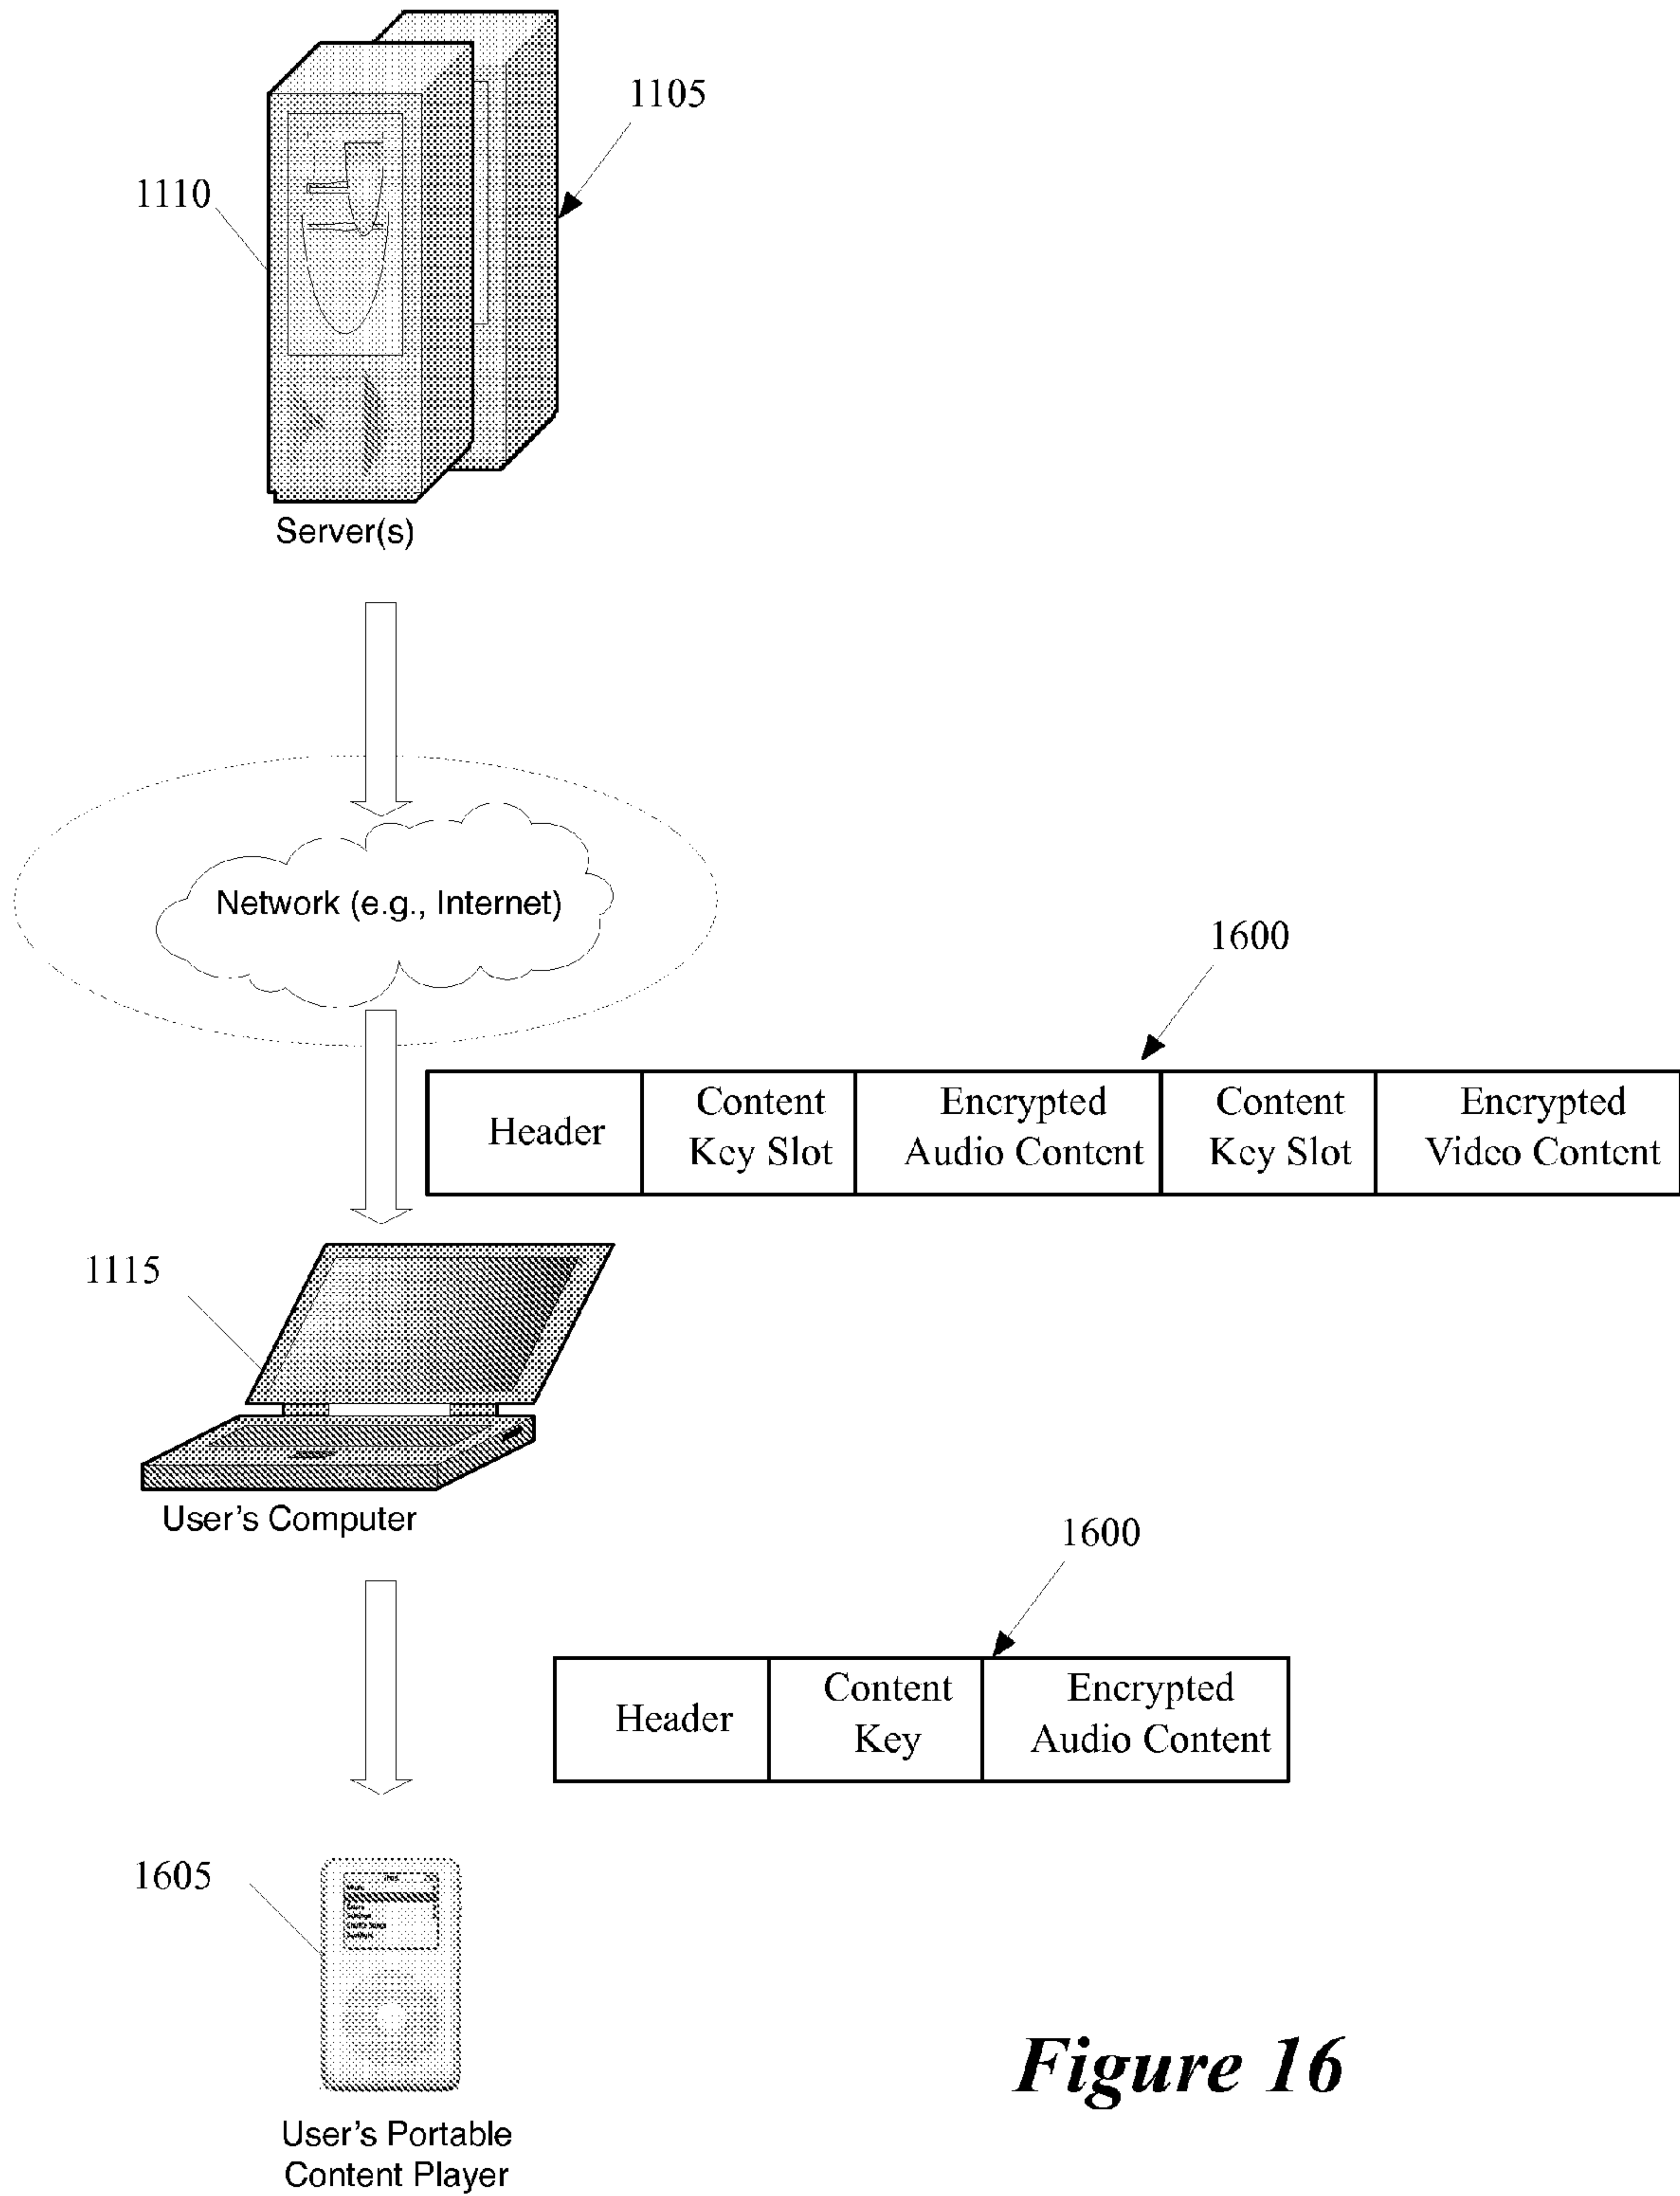 1105
1110
Server(s)
Network (e.g., Internet)
1600
Header
Content
Key Slot
Encrypted
Audio Content
Content
Key Slot
Encrypted
Video Content
1115
User's Computer
1600
Header
Content
Key
Encrypted
Audio Content
1605
User's Portable
Content Player
Figure 16